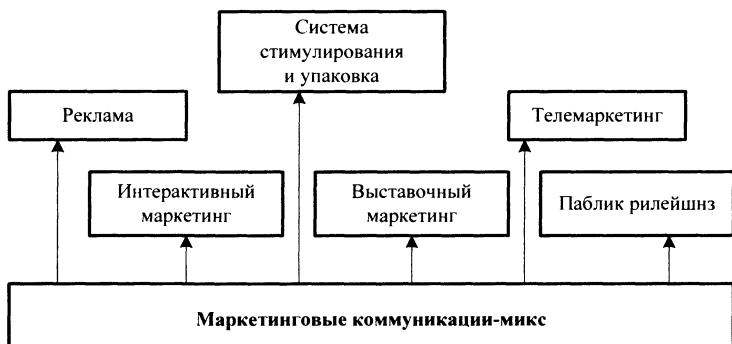 Система
стимулирования
и упаковка
Реклама
Телемаркетинг
Интерактивный
маркетинг
Выставочный
маркетинг
Паблик рилейшнз
Маркетинговые коммуникации-микс